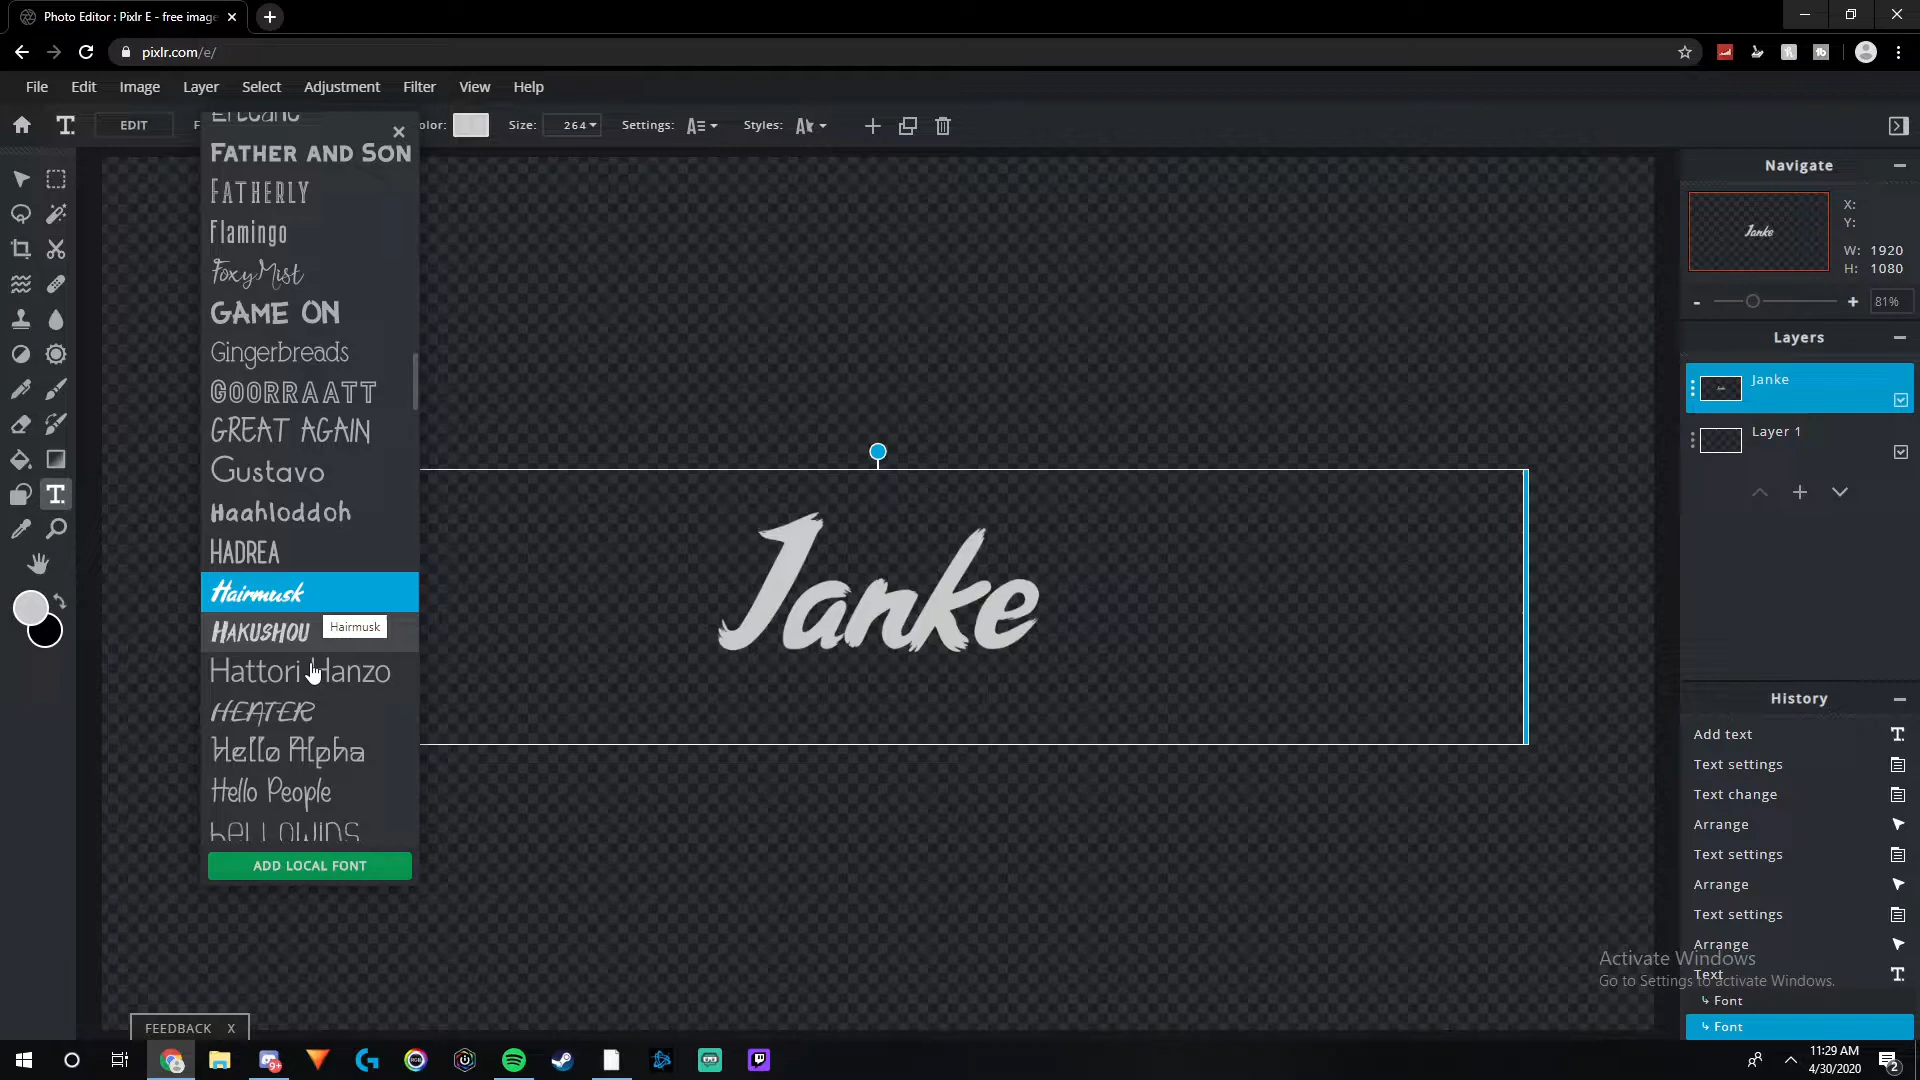 Photo Editor : Pixlr E - free image
pixlr.com/e/
File Edit Image Layer Select Adjustment Filter View Help
EDIT F olor: Size: 264 Settings: Styles:
FATHER AND SON
FATHERLY
Flamingo
FoxyMist
GAME ON
Gingerbreads
GOORRAATT
GREAT AGAIN
Gustavo
Haahloddoh
HADREA
Hairmusk
HAKUSHOU
Hairmusk
Hattori Hanzo
HEATER
Hello Alpha
Hello People
ADD LOCAL FONT
Janke
FEEDBACK X
Navigate
Janke
X:
Y:
W: 1920
H: 1080
- + 81%
Layers
Janke
Layer 1
History
Add text
Text settings
Text change
Arrange
Text settings
Arrange
Text settings
Arrange
Text
Font
Font
Activate Windows
Go to Settings to activate Windows.
9+
11:29 AM
4/30/2020
2